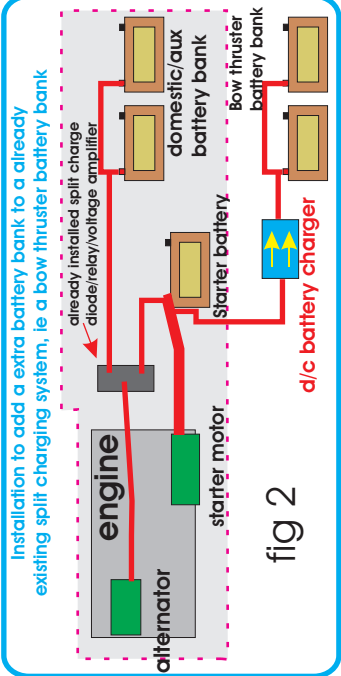 Installation to add a extra battery bank to a already
existing split charging system, ie a bow thruster battery bank
already installed split charge
diode/relay/voltage amplifier
domestic/aux
battery bank
Bow thruster
battery bank
engine
Starter battery
alternator
starter motor
d/c battery charger
fig 2